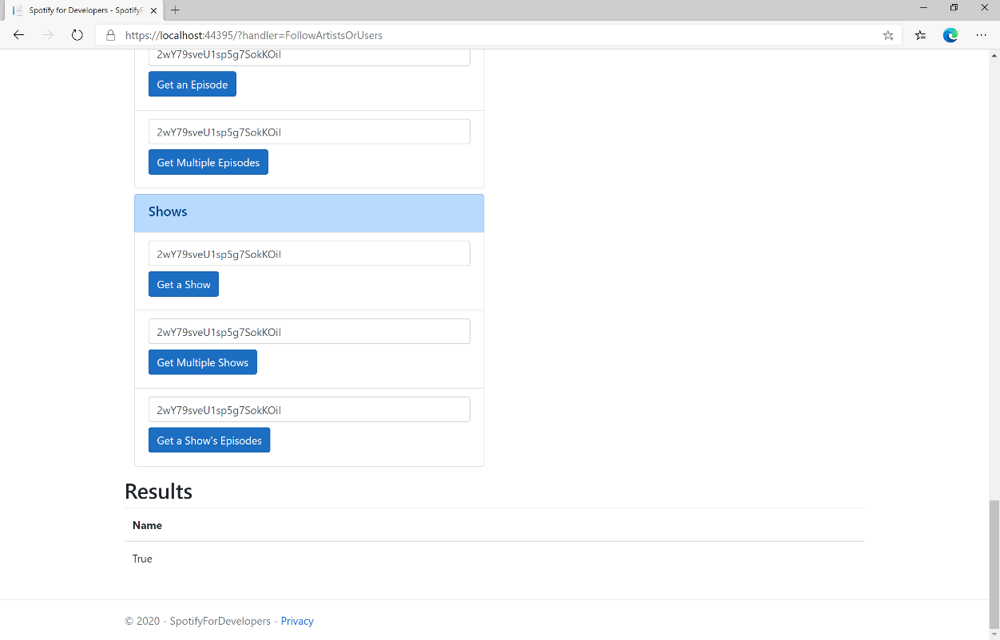 Spotify for Developers - SpotifyF
https://localhost:44395/?handler=FollowArtistsOrUsers
2wY79sveU1sp5g7SokKOiI
Get an Episode
2wY79sveU1sp5g7SokKOiI
Get Multiple Episodes
Shows
2wY79sveU1sp5g7SokKOiI
Get a Show
2wY79sveU1sp5g7SokKOiI
Get Multiple Shows
2wY79sveU1sp5g7SokKOiI
Get a Show's Episodes
Results
Name
True
© 2020 - SpotifyForDevelopers - Privacy